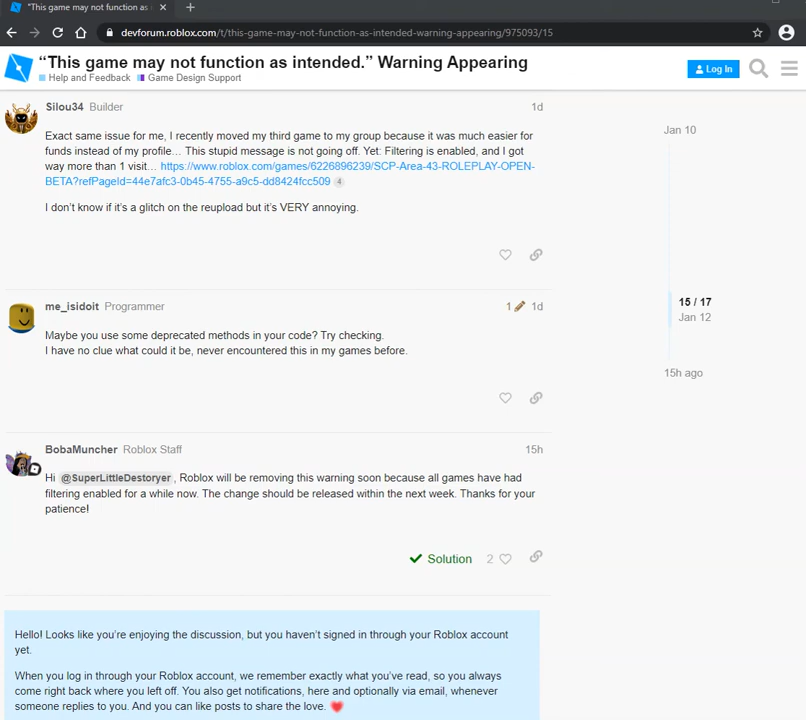 "This game may not function as i
devforum.roblox.com/t/this-game-may-not-function-as-intended-warning-appearing/975093/15
“This game may not function as intended.” Warning Appearing
Help and Feedback Game Design Support
Log In
Silou34 Builder 1d
Exact same issue for me, I recently moved my third game to my group because it was much easier for
funds instead of my profile… This stupid message is not going off. Yet: Filtering is enabled, and I got
way more than 1 visit… https://www.roblox.com/games/6226896239/SCP-Area-43-ROLEPLAY-OPEN-
BETA?refPageId=44e7afc3-0b45-4755-a9c5-dd8424fcc509 4
I don’t know if it’s a glitch on the reupload but it’s VERY annoying.
Jan 10
15 / 17
Jan 12
15h ago
me_isidoit Programmer 1 1d
Maybe you use some deprecated methods in your code? Try checking.
I have no clue what could it be, never encountered this in my games before.
BobaMuncher Roblox Staff 15h
Hi @SuperLittleDestoryer , Roblox will be removing this warning soon because all games have had
filtering enabled for a while now. The change should be released within the next week. Thanks for your
patience!
Solution 2
Hello! Looks like you’re enjoying the discussion, but you haven’t signed in through your Roblox account
yet.
When you log in through your Roblox account, we remember exactly what you’ve read, so you always
come right back where you left off. You also get notifications, here and optionally via email, whenever
someone replies to you. And you can like posts to share the love.